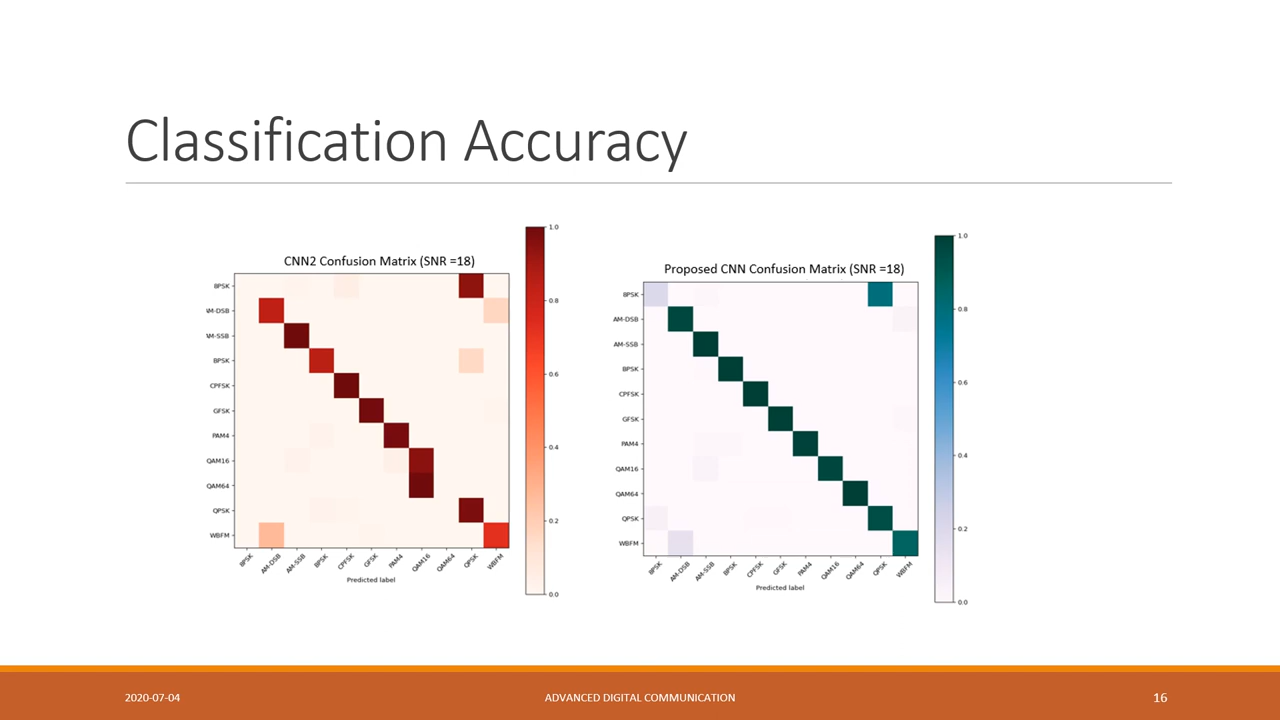 Classification Accuracy
CNN2 Confusion Matrix (SNR =18)
8PSK
AM-DSB
AM-SSB
BPSK
CPFSK
GFSK
PAM4
QAM16
QAM64
QPSK
WBFM
8PSK
AM-DSB
AM-SSB
BPSK
CPFSK
GFSK
PAM4
QAM16
QAM64
QPSK
WBFM
Predicted label
1.0
0.8
0.6
0.4
0.2
0.0
Proposed CNN Confusion Matrix (SNR =18)
8PSK
AM-DSB
AM-SSB
BPSK
CPFSK
GFSK
PAM4
QAM16
QAM64
QPSK
WBFM
8PSK
AM-DSB
AM-SSB
BPSK
CPFSK
GFSK
PAM4
QAM16
QAM64
QPSK
WBFM
Predicted label
1.0
0.8
0.6
0.4
0.2
0.0
2020-07-04
ADVANCED DIGITAL COMMUNICATION
16